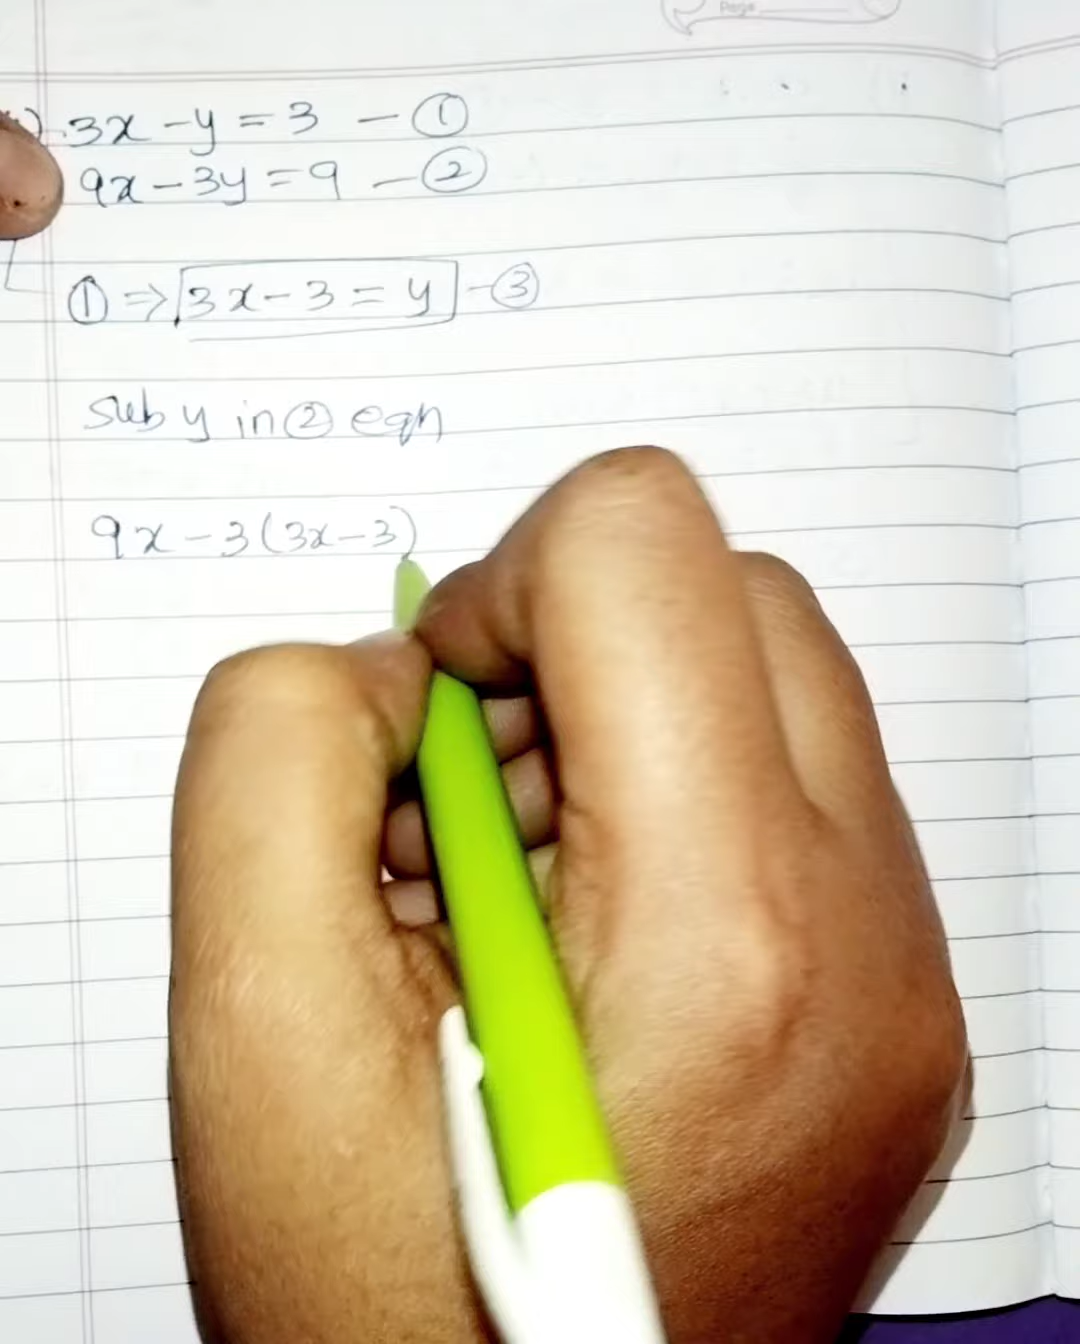 Page
3x - y = 3 - ①
9x - 3y = 9 - ②
① ⇒ 3x - 3 = y - ③
sub y in ② eqn
9x - 3(3x - 3)